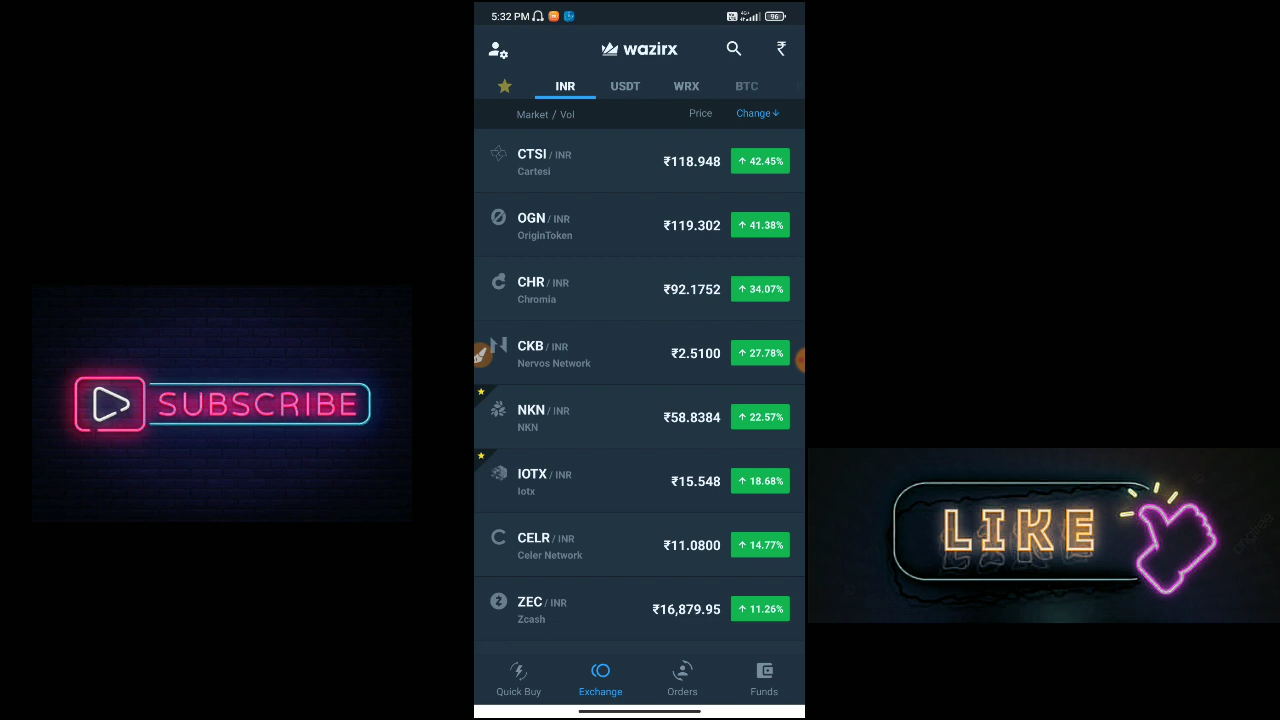 5:32 PM
4G+
96
wazirx
₹
INR USDT WRX BTC
Market / Vol Price Change↓
CTSI / INR
Cartesi
₹118.948
↑ 42.45%
OGN / INR
OriginToken
₹119.302
↑ 41.38%
CHR / INR
Chromia
₹92.1752
↑ 34.07%
CKB / INR
Nervos Network
₹2.5100
↑ 27.78%
NKN / INR
NKN
₹58.8384
↑ 22.57%
IOTX / INR
Iotx
₹15.548
↑ 18.68%
CELR / INR
Celer Network
₹11.0800
↑ 14.77%
ZEC / INR
Zcash
₹16,879.95
↑ 11.26%
Quick Buy Exchange Orders Funds
SUBSCRIBE
LIKE